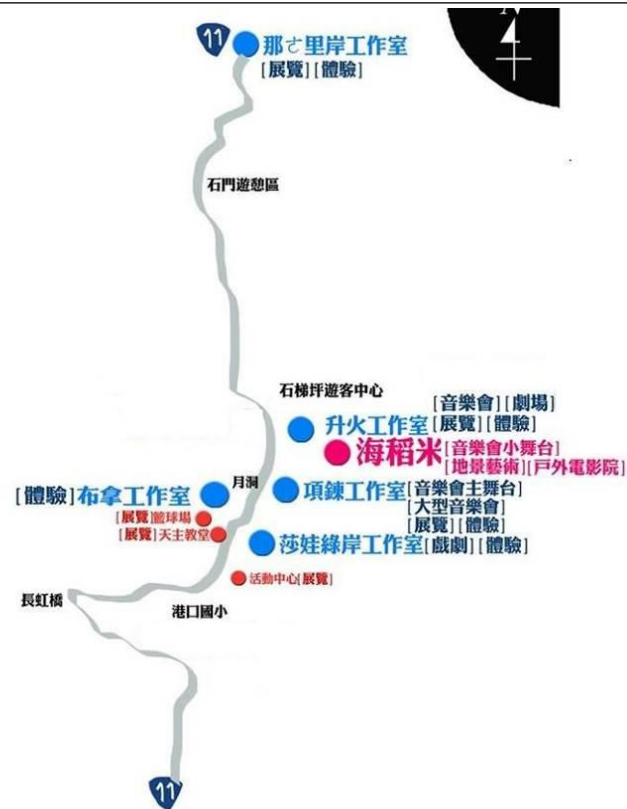 N
11
那ㄜ里岸工作室
[展覽][體驗]
石門遊憩區
石梯坪遊客中心
[音樂會][劇場]
升火工作室[展覽][體驗]
海稻米[音樂會小舞台]
[地景藝術][戶外電影院]
月洞
[體驗]布拿工作室
項鍊工作室[音樂會主舞台]
[大型音樂會]
[展覽][體驗]
[展覽]籃球場
[展覽]天主教堂
莎娃綠岸工作室[戲劇][體驗]
活動中心[展覽]
長虹橋
港口國小
11